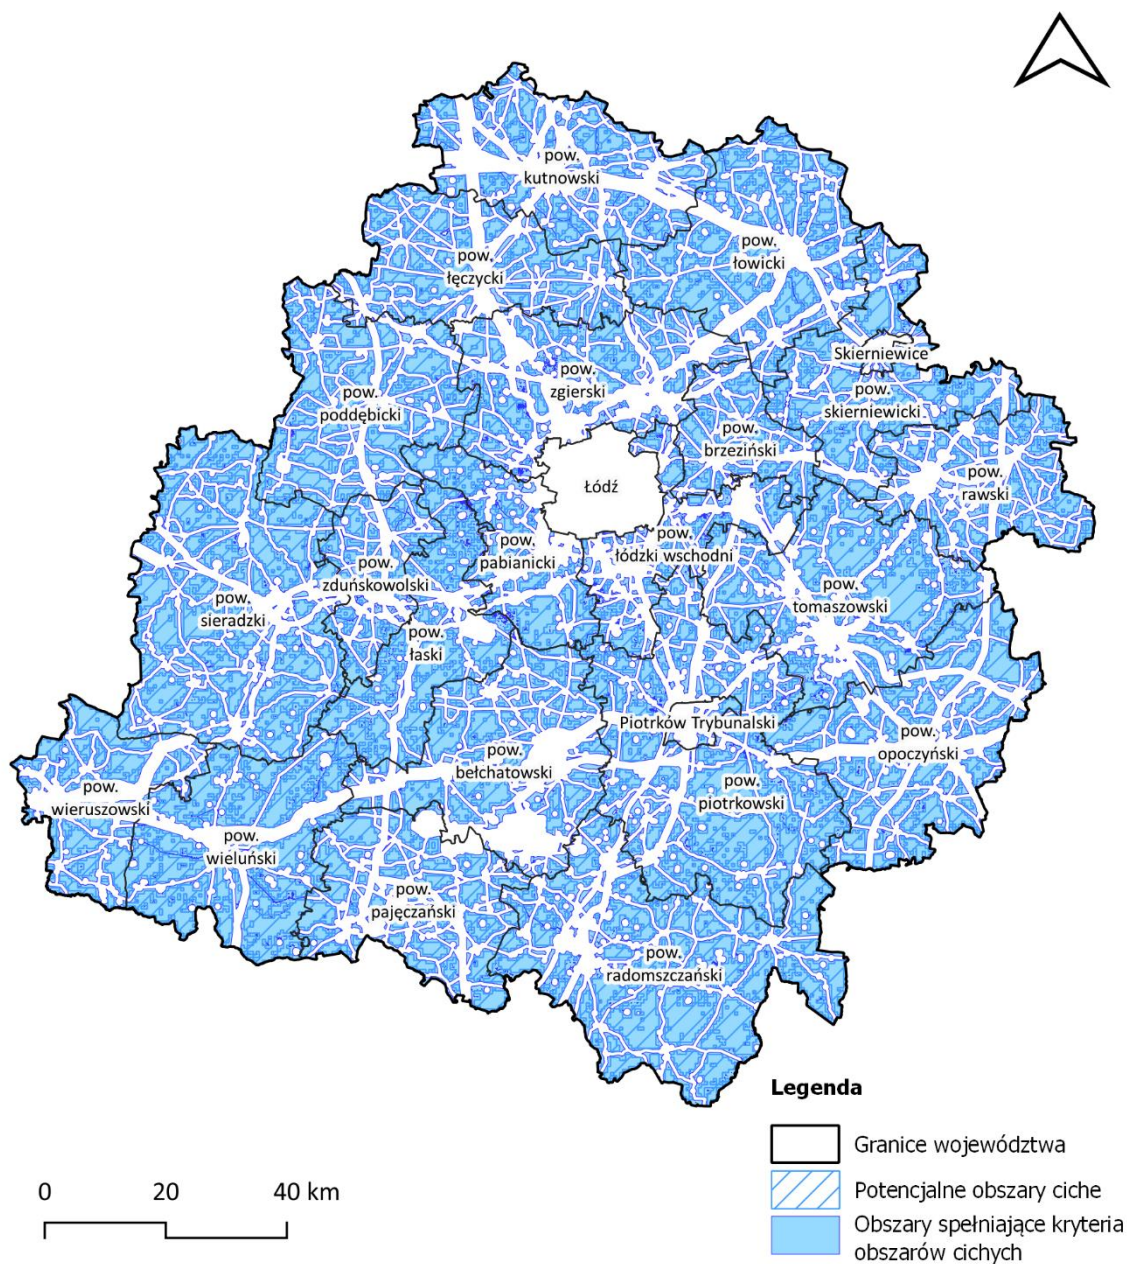 pow.
kutnowski
pow.
łowicki
pow.
łęczycki
Skierniewice
pow.
zgierski
pow.
skierniewicki
pow.
poddębicki
pow.
brzeziński
pow.
rawski
Łódź
pow.
łódzki wschodni
pow.
pabianicki
pow.
zduńskowolski
pow.
tomaszowski
pow.
sieradzki
pow.
łaski
Piotrków Trybunalski
pow.
opoczyński
pow.
bełchatowski
pow.
piotrkowski
pow.
wieruszowski
pow.
wieluński
pow.
pajęczański
pow.
radomszczański
Legenda
Granice województwa
Potencjalne obszary ciche
Obszary spełniające kryteria
obszarów cichych
0 20 40 km